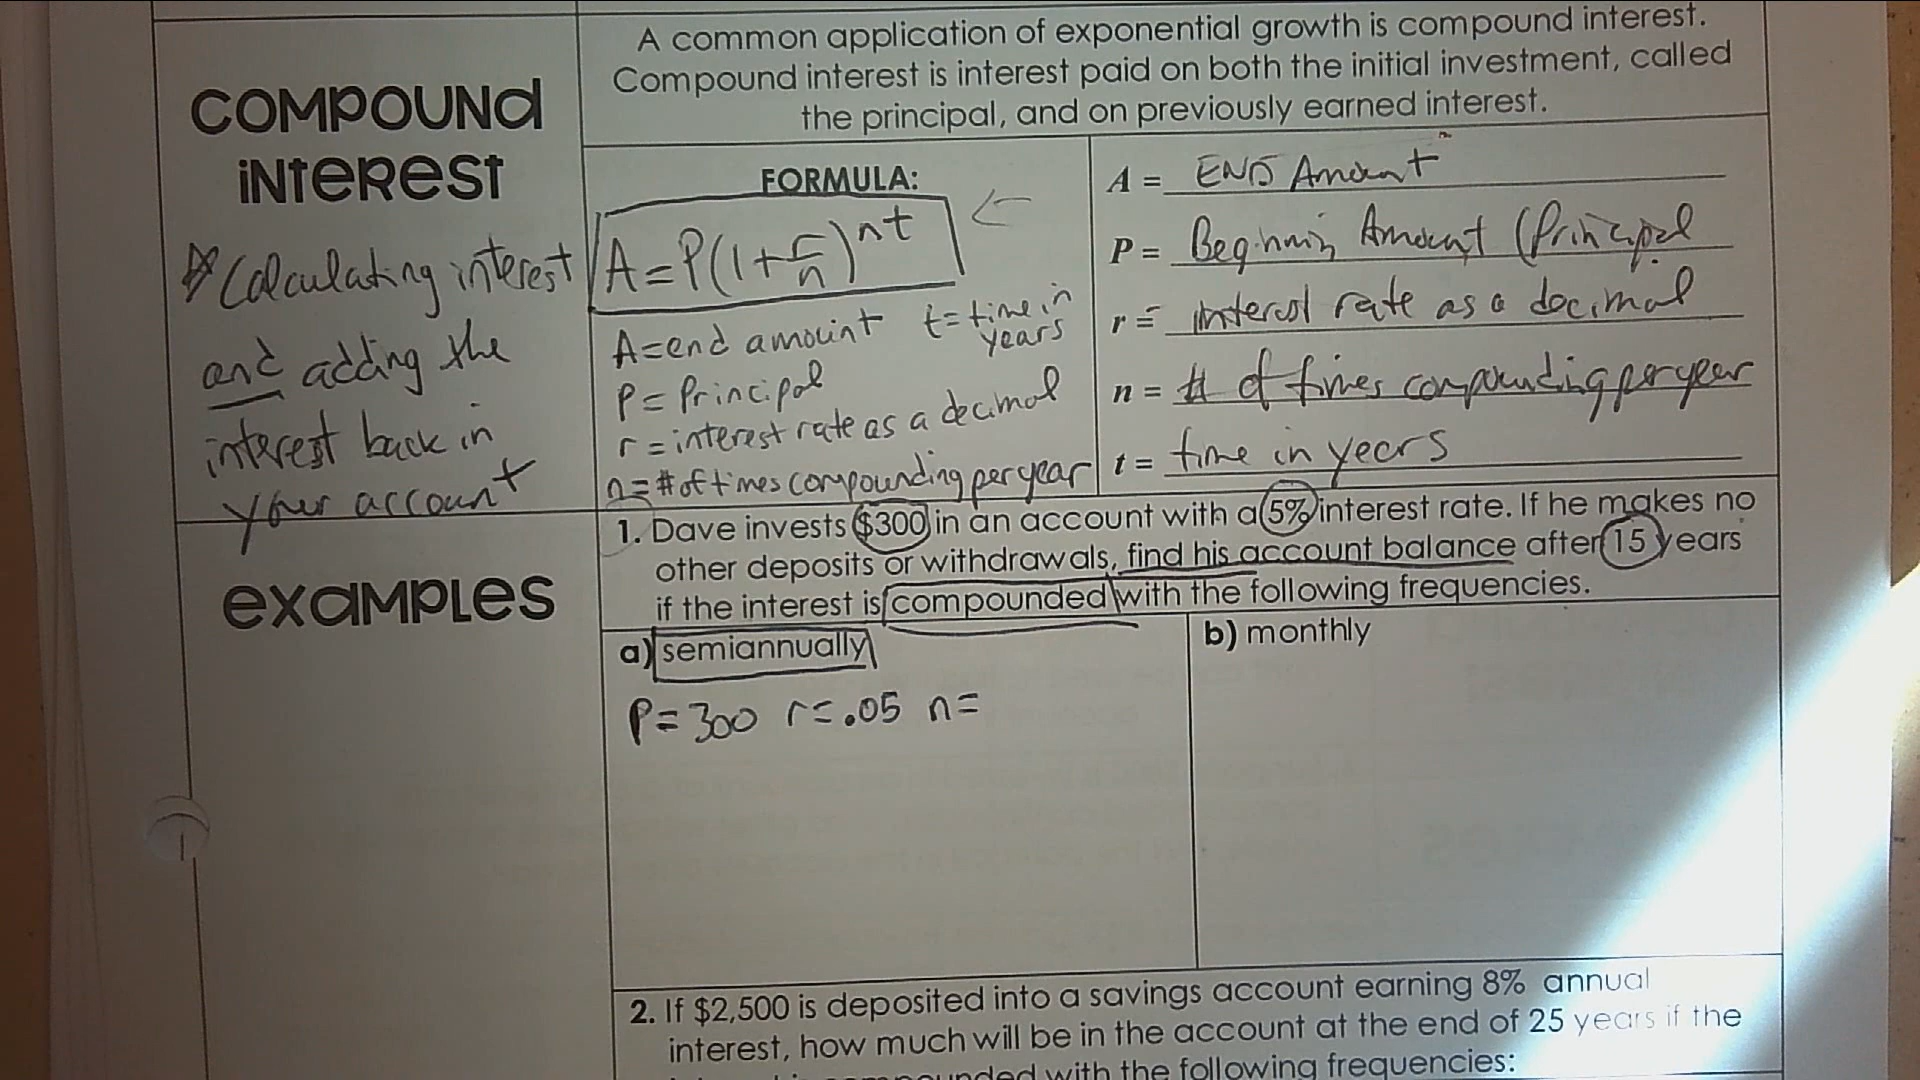 A common application of exponential growth is compound interest.
Compound interest is interest paid on both the initial investment, called
the principal, and on previously earned interest.
COMPOUNd
iNtERESt
Calculating interest
and adding the
interest back in
your account
FORMULA:
A=P(1+r/n)^nt
A=end amount t=time in
years
P=Principal
r=interest rate as a decimal
n=# of times compounding per year
A = END Amount
P = Beginning Amount (Principal
r = interest rate as a decimal
n = # of times compounding per year
t = time in years
exaMPLES
1. Dave invests $300 in an account with a 5% interest rate. If he makes no
other deposits or withdrawals, find his account balance after 15 years
if the interest is compounded with the following frequencies.
a) semiannually
P=300 r=.05 n=
b) monthly
2. If $2,500 is deposited into a savings account earning 8% annual
interest, how much will be in the account at the end of 25 years if the
with the following frequencies: